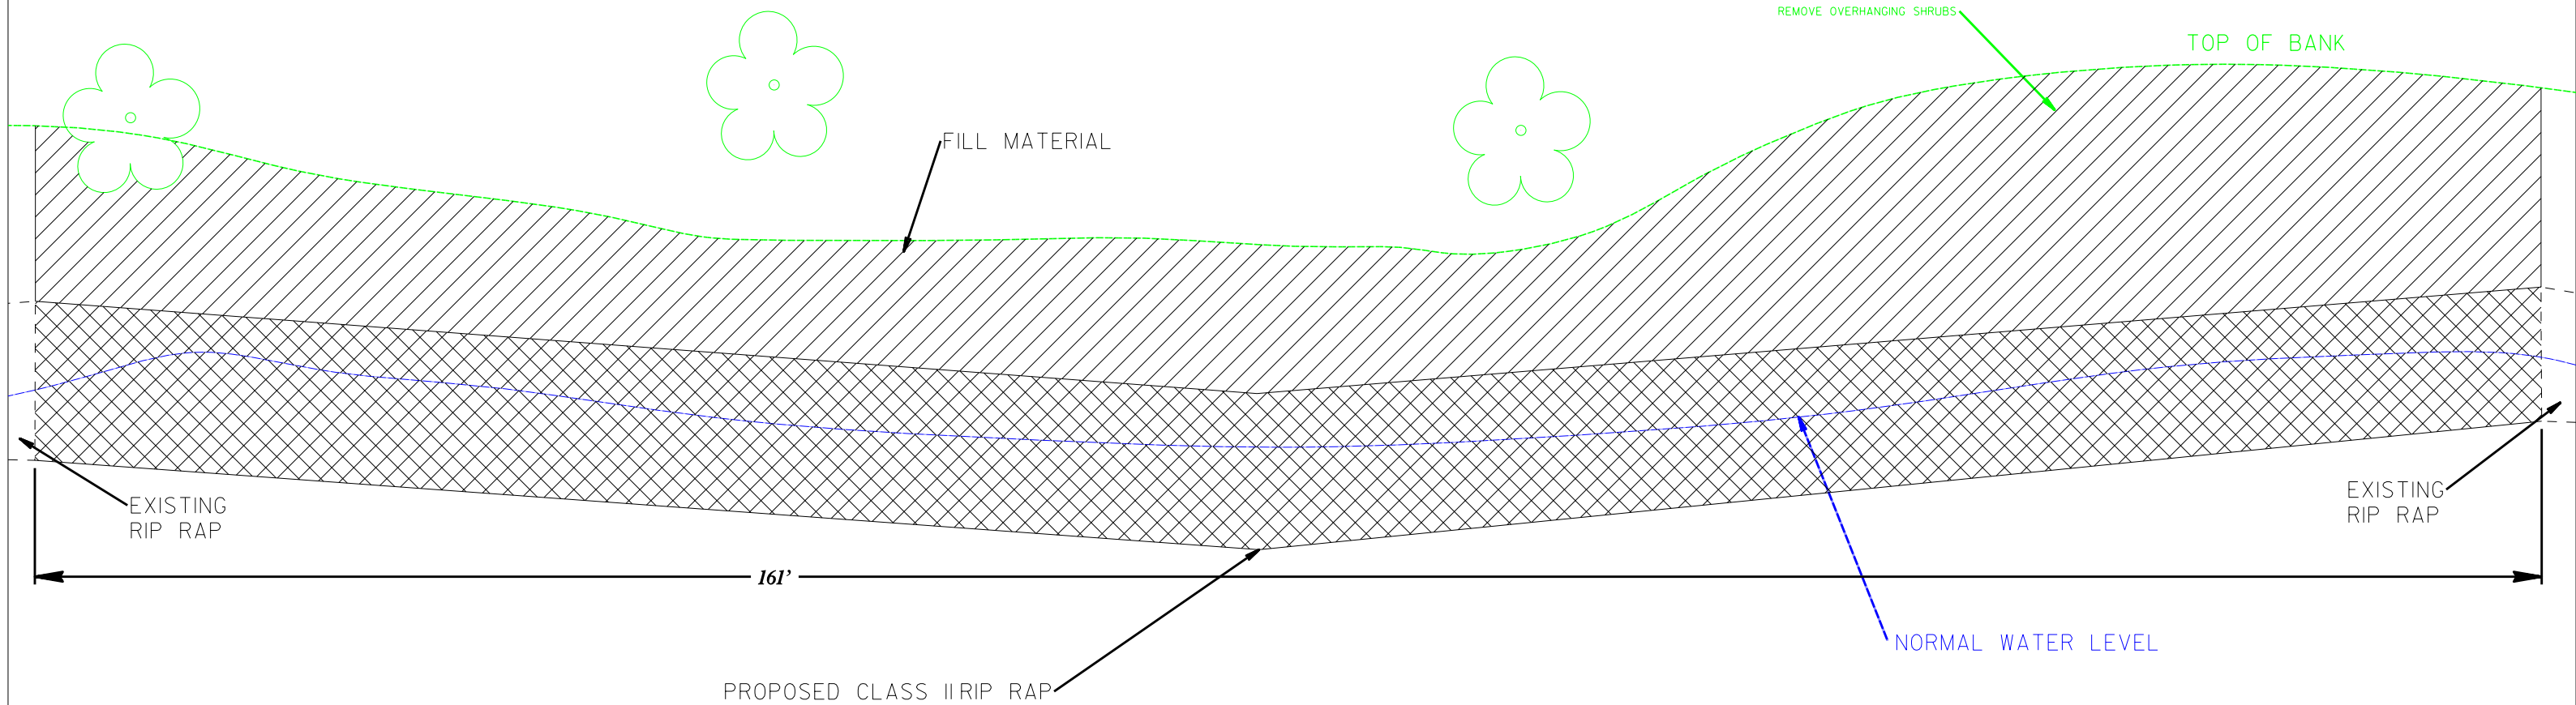 REMOVE OVERHANGING SHRUBS
TOP OF BANK
FILL MATERIAL
EXISTING
RIP RAP
EXISTING
RIP RAP
161'
NORMAL WATER LEVEL
PROPOSED CLASS II RIP RAP